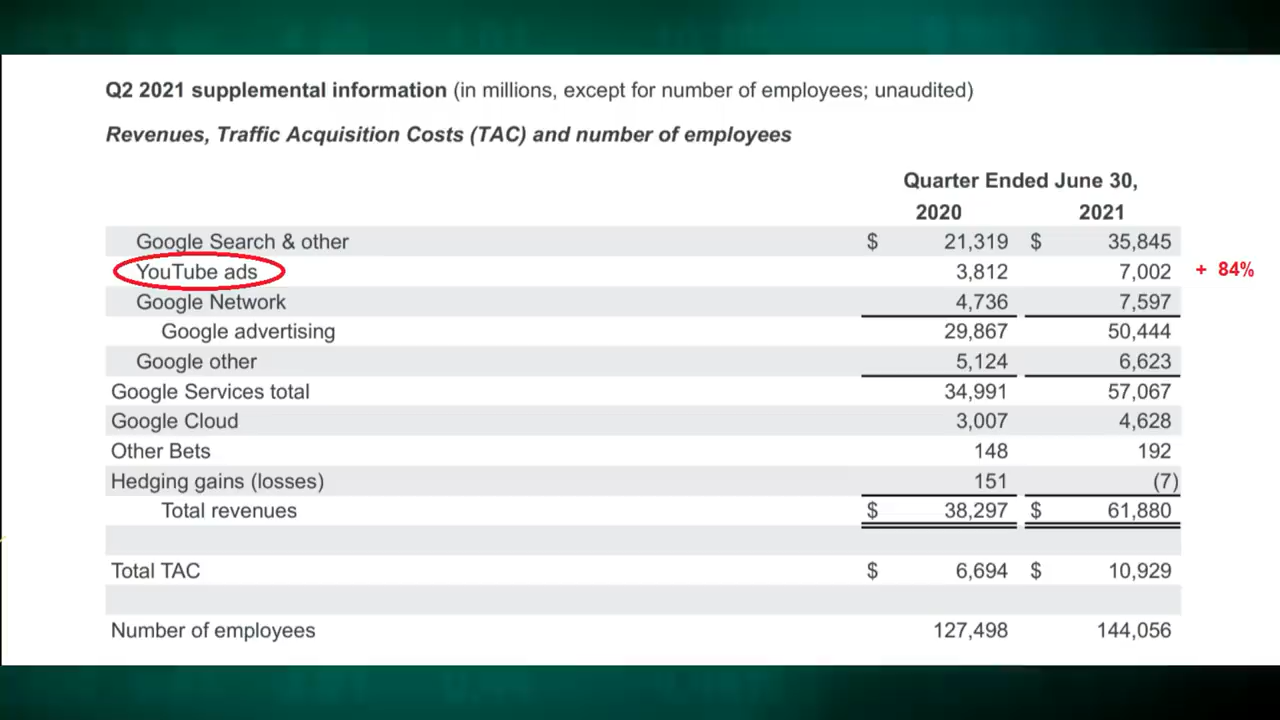 Q2 2021 supplemental information (in millions, except for number of employees; unaudited)
Revenues, Traffic Acquisition Costs (TAC) and number of employees
Quarter Ended June 30,
2020 2021
Google Search & other $ 21,319 $ 35,845
YouTube ads 3,812 7,002 + 84%
Google Network 4,736 7,597
Google advertising 29,867 50,444
Google other 5,124 6,623
Google Services total 34,991 57,067
Google Cloud 3,007 4,628
Other Bets 148 192
Hedging gains (losses) 151 (7)
Total revenues $ 38,297 $ 61,880
Total TAC $ 6,694 $ 10,929
Number of employees 127,498 144,056